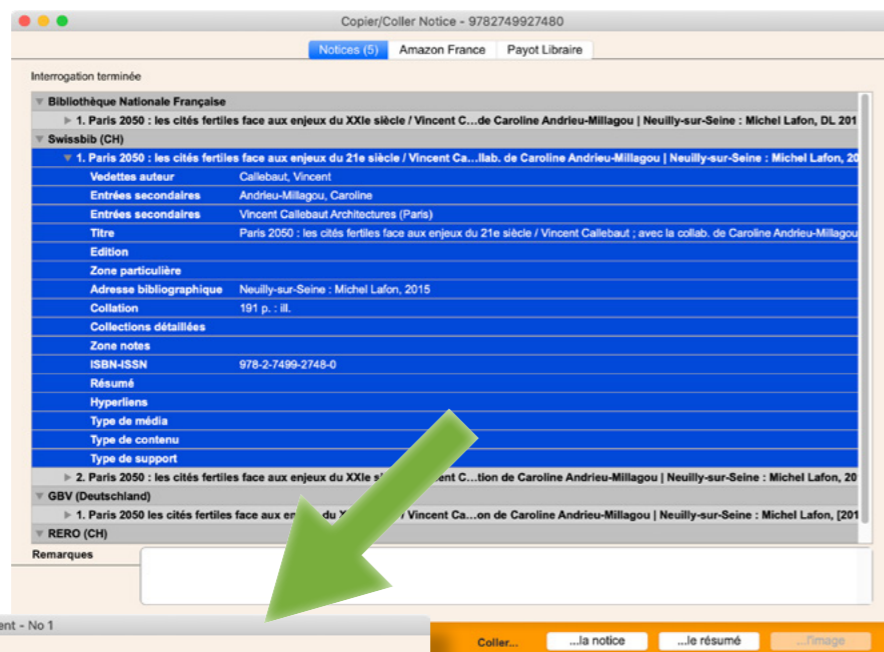 Copier/Coller Notice - 9782749927480
Notices (5) Amazon France Payot Libraire
Interrogation terminée
Bibliothèque Nationale Française
1. Paris 2050 : les cités fertiles face aux enjeux du XXIe siècle / Vincent C...de Caroline Andrieu-Millagou | Neuilly-sur-Seine : Michel Lafon, DL 201
Swissbib (CH)
1. Paris 2050 : les cités fertiles face aux enjeux du 21e siècle / Vincent Ca...llab. de Caroline Andrieu-Millagou | Neuilly-sur-Seine : Michel Lafon, 20
Vedettes auteur Callebaut, Vincent
Entrées secondaires Andrieu-Millagou, Caroline
Entrées secondaires Vincent Callebaut Architectures (Paris)
Titre Paris 2050 : les cités fertiles face aux enjeux du 21e siècle / Vincent Callebaut ; avec la collab. de Caroline Andrieu-Millagou
Edition
Zone particulière
Adresse bibliographique Neuilly-sur-Seine : Michel Lafon, 2015
Collation 191 p. : ill.
Collections détaillées
Zone notes
ISBN-ISSN 978-2-7499-2748-0
Résumé
Hyperliens
Type de média
Type de contenu
Type de support
2. Paris 2050 : les cités fertiles face aux enjeux du XXIe C...tion de Caroline Andrieu-Millagou | Neuilly-sur-Seine : Michel Lafon, 20
GBV (Deutschland)
1. Paris 2050 les cités fertiles face aux du / Vincent Ca...on de Caroline Andrieu-Millagou | Neuilly-sur-Seine : Michel Lafon, [201
RERO (CH)
Remarques
ent - No 1
Coller... ...la notice ...le résumé ...l'image